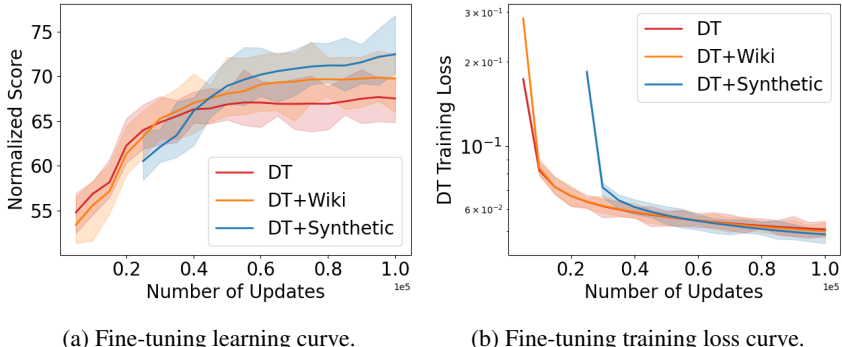 75
70
65
60
55
Normalized Score
DT
DT+Wiki
DT+Synthetic
0.2 0.4 0.6 0.8 1.0
1e5
Number of Updates
(a) Fine-tuning learning curve.
3 × 10⁻¹
2 × 10⁻¹
10⁻¹
6 × 10⁻²
DT Training Loss
DT
DT+Wiki
DT+Synthetic
0.2 0.4 0.6 0.8 1.0
1e5
Number of Updates
(b) Fine-tuning training loss curve.